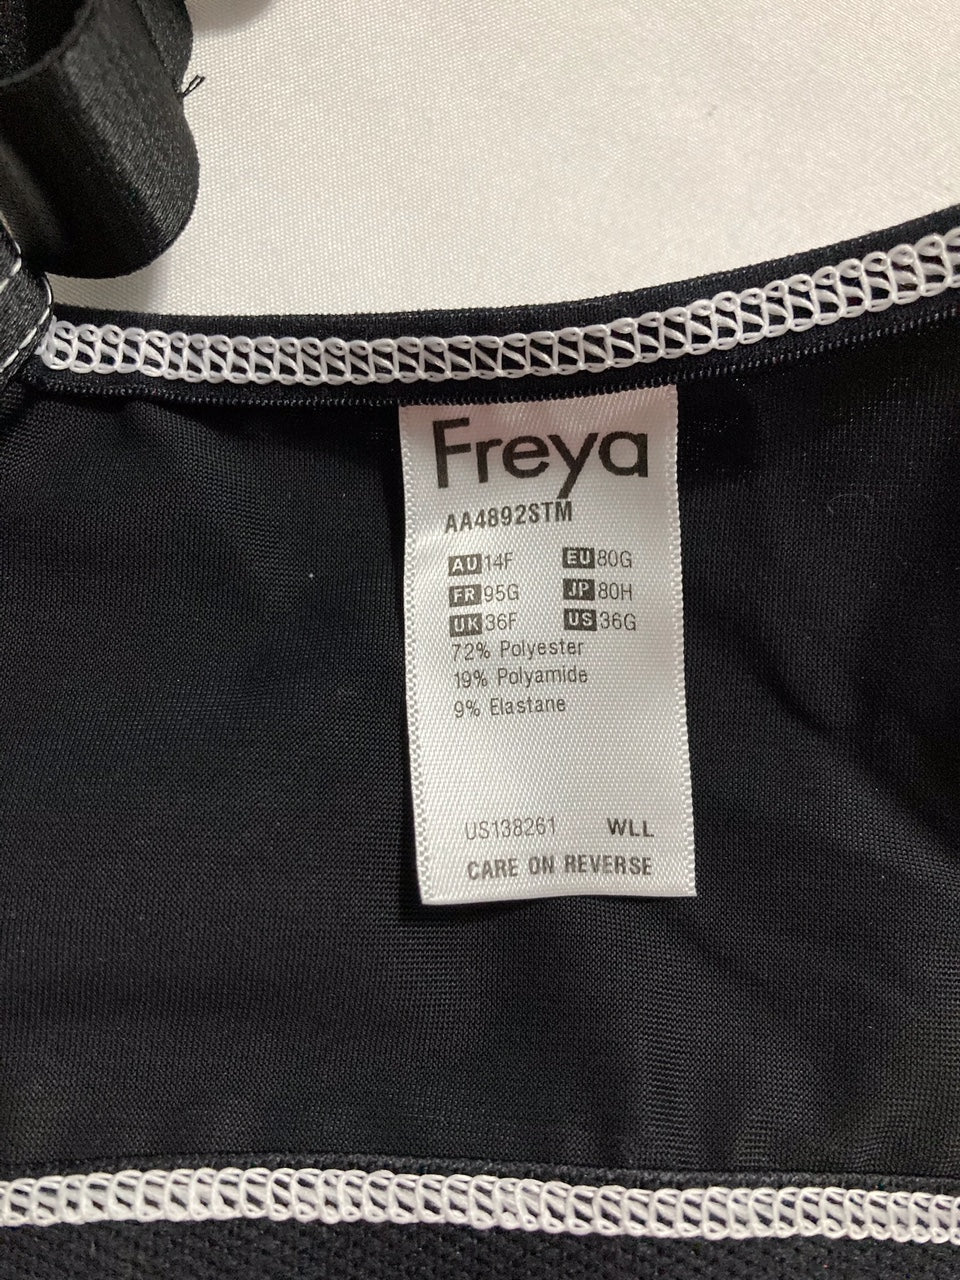 Freya
AA4892STM
AU 14F EU 80G
FR 95G JP 80H
UK 36F US 36G
72% Polyester
19% Polyamide
9% Elastane
US138261 WLL
CARE ON REVERSE